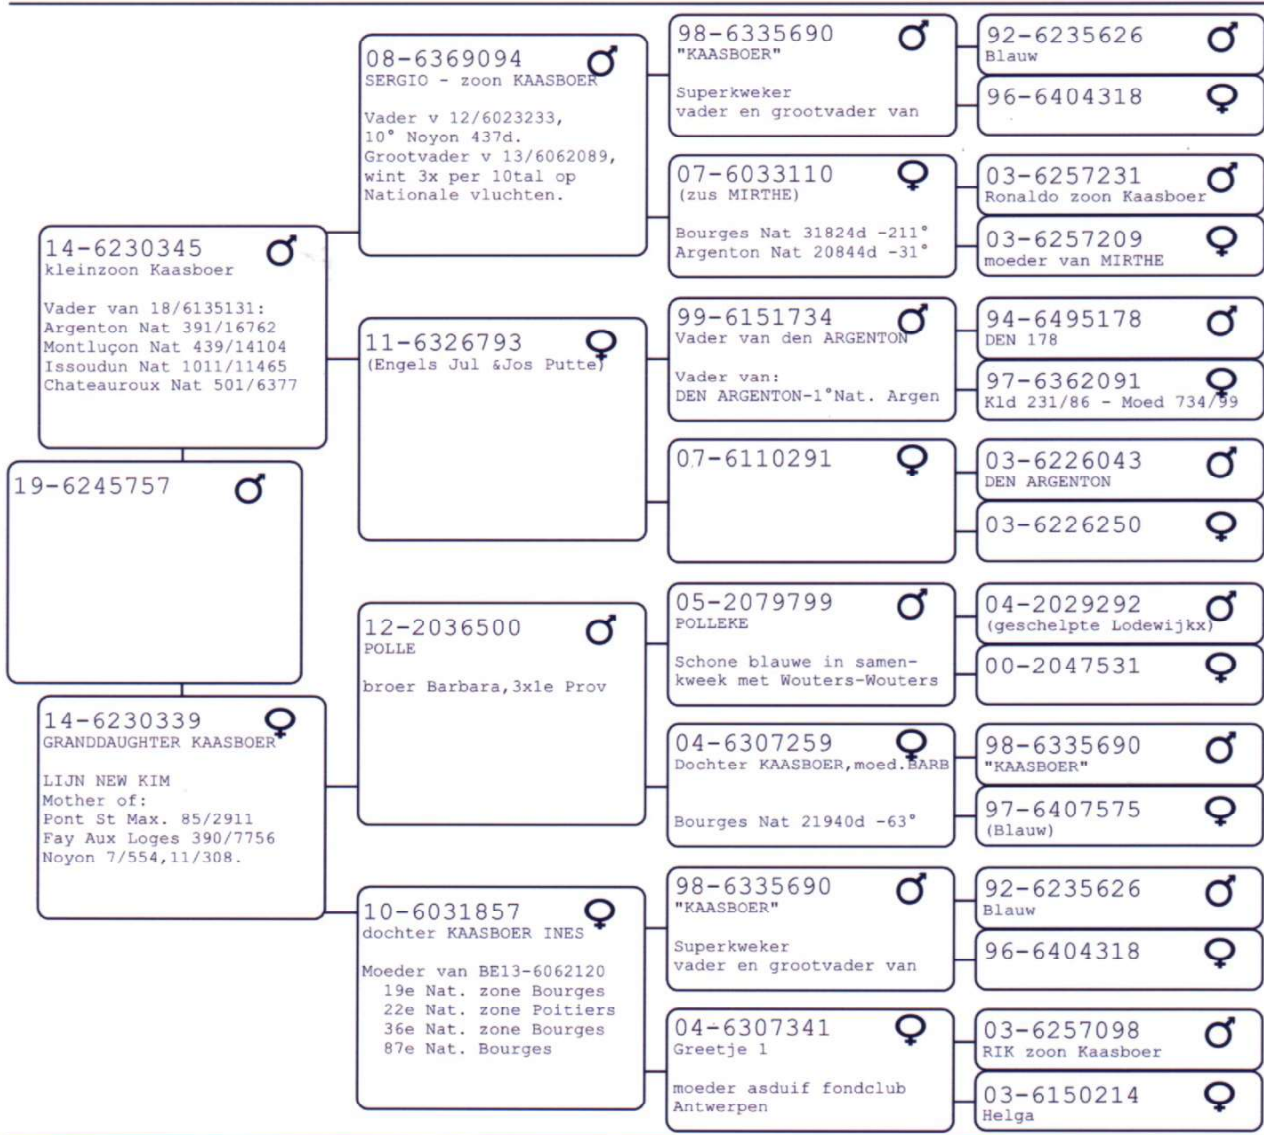 19-6245757
14-6230345
kleinzoon Kaasboer
Vader van 18/6135131:
Argenton Nat 391/16762
Montluçon Nat 439/14104
Issoudun Nat 1011/11465
Chateauroux Nat 501/6377
14-6230339
GRANDDAUGHTER KAASBOER
LIJN NEW KIM
Mother of:
Pont St Max. 85/2911
Fay Aux Loges 390/7756
Noyon 7/554,11/308.
08-6369094
SERGIO - zoon KAASBOER
Vader v 12/6023233,
10° Noyon 437d.
Grootvader v 13/6062089,
wint 3x per 10tal op
Nationale vluchten.
11-6326793
(Engels Jul &Jos Putte)
12-2036500
POLLE
broer Barbara,3x1e Prov
10-6031857
dochter KAASBOER INES
Moeder van BE13-6062120
19e Nat. zone Bourges
22e Nat. zone Poitiers
36e Nat. zone Bourges
87e Nat. Bourges
98-6335690
"KAASBOER"
Superkweker
vader en grootvader van
07-6033110
(zus MIRTHE)
Bourges Nat 31824d -211°
Argenton Nat 20844d -31°
99-6151734
Vader van den ARGENTON
Vader van:
DEN ARGENTON-1°Nat. Argen
07-6110291
05-2079799
POLLEKE
Schone blauwe in samen-
kweek met Wouters-Wouters
04-6307259
Dochter KAASBOER,moed.BARB
Bourges Nat 21940d -63°
98-6335690
"KAASBOER"
Superkweker
vader en grootvader van
04-6307341
Greetje 1
moeder asduif fondclub
Antwerpen
92-6235626
Blauw
96-6404318
03-6257231
Ronaldo zoon Kaasboer
03-6257209
moeder van MIRTHE
94-6495178
DEN 178
97-6362091
Kld 231/86 - Moed 734/99
03-6226043
DEN ARGENTON
03-6226250
04-2029292
(geschelpte Lodewijkx)
00-2047531
98-6335690
"KAASBOER"
97-6407575
(Blauw)
92-6235626
Blauw
96-6404318
03-6257098
RIK zoon Kaasboer
03-6150214
Helga